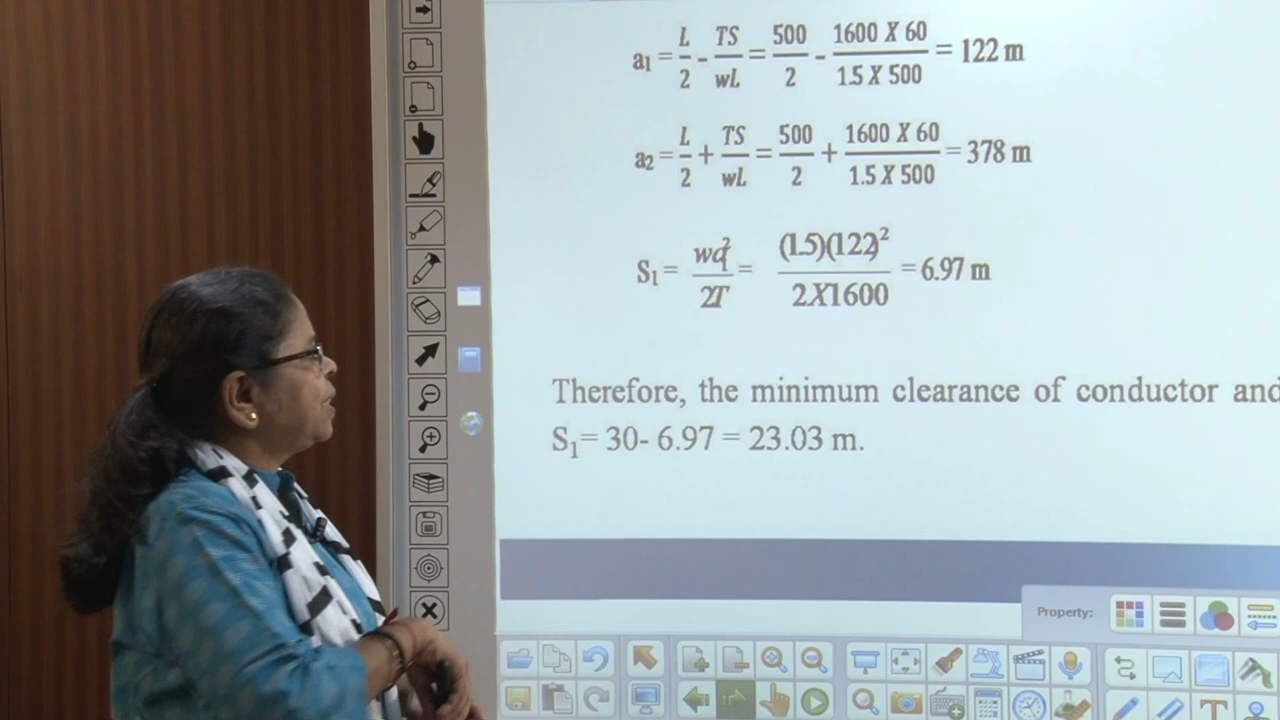 a₁ = L/2 - TS/wL = 500/2 - 1600 X 60/1.5 X 500 = 122 m
a₂ = L/2 + TS/wL = 500/2 + 1600 X 60/1.5 X 500 = 378 m
S₁ = wa₁²/2T = (1.5)(122)²/2X1600 = 6.97 m
Therefore, the minimum clearance of conductor and
S₁= 30- 6.97 = 23.03 m.
Property: